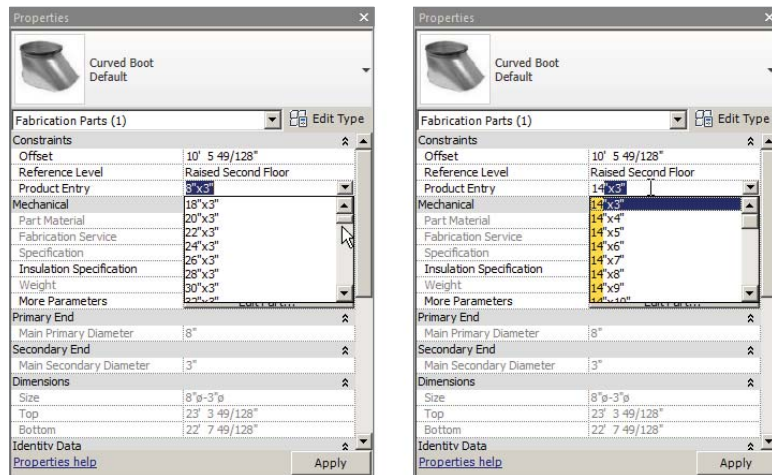 Properties
Curved Boot
Default
Fabrication Parts (1)
Edit Type
Constraints
Offset 10' 5 49/128"
Reference Level Raised Second Floor
Product Entry 8"x3"
Mechanical 18"x3"
Part Material 20"x3"
22"x3"
Fabrication Service 24"x3"
Specification 26"x3"
Insulation Specification 28"x3"
Weight 30"x3"
More Parameters 32"x3"
Primary End
Main Primary Diameter 8"
Secondary End
Main Secondary Diameter 3"
Dimensions
Size 8"ø-3"ø
Top 23' 3 49/128"
Bottom 22' 7 49/128"
Identity Data
Properties help
Apply
Properties
Curved Boot
Default
Fabrication Parts (1)
Edit Type
Constraints
Offset 10' 5 49/128"
Reference Level Raised Second Floor
Product Entry 14"x3"
Mechanical 14"x3"
Part Material 14"x4"
14"x5"
Fabrication Service 14"x6"
Specification 14"x7"
Insulation Specification 14"x8"
Weight 14"x9"
More Parameters 14"x10"
Primary End
Main Primary Diameter 8"
Secondary End
Main Secondary Diameter 3"
Dimensions
Size 8"ø-3"ø
Top 23' 3 49/128"
Bottom 22' 7 49/128"
Identity Data
Properties help
Apply